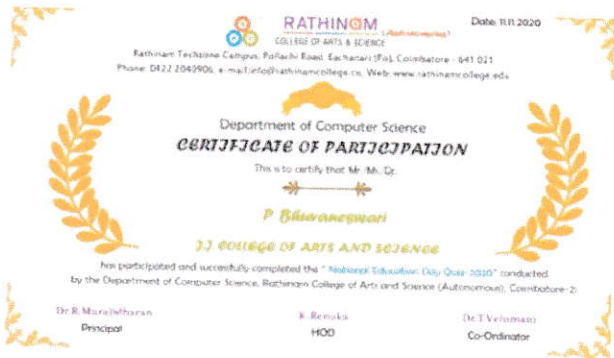 RATHINAM
Date: 11.11.2020
COLLEGE OF ARTS & SCIENCE
Rathinam Techzone Campus, Pollachi Road, Eachanari (Po), Coimbatore - 641 021
Phone: 0422 2040906, e-mail:info@rathinamcollege.co, Web: www.rathinamcollege.edu
Department of Computer Science
CERTIFICATE OF PARTICIPATION
This is to certify that Mr. /Ms. /Dr.
P Bhuvaneswari
J.J. COLLEGE OF ARTS AND SCIENCE
has participated and successfully completed the " National Education Day Quiz-2020" conducted
by the Department of Computer Science, Rathinam College of Arts and Science (Autonomous), Coimbatore-21
Dr.R.Muralidharan
K.Renuka
Dr.T.Velumani
Principal
HOD
Co-Ordinator